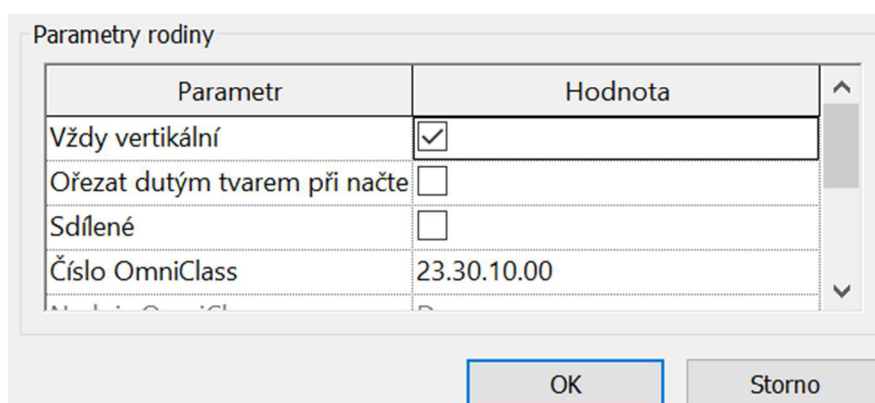 Parametry rodiny
Parametr Hodnota
Vždy vertikální
Ořezat dutým tvarem při načte
Sdílené
Číslo OmniClass 23.30.10.00
OK Storno